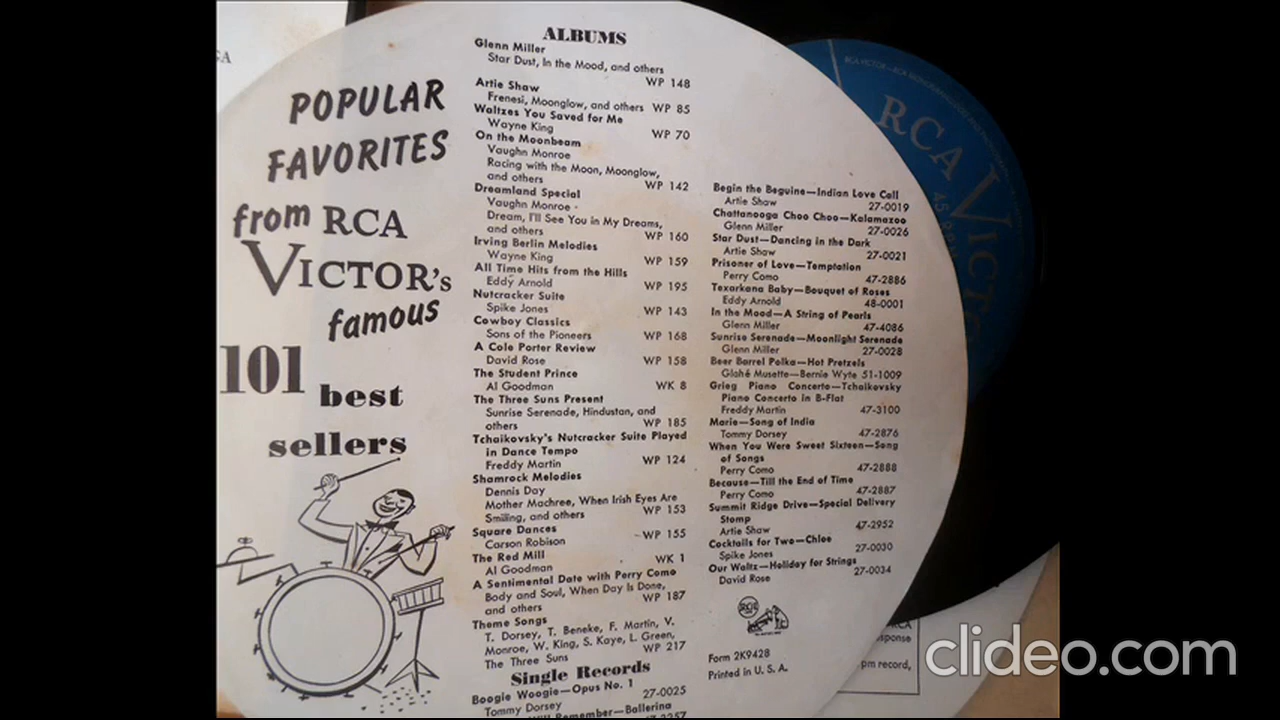 POPULAR
FAVORITES
from RCA
VICTOR's
famous
101 best
sellers
ALBUMS
Glenn Miller
Star Dust, In the Mood, and others
WP 148
Artie Shaw
Frenesi, Moonglow, and others WP 85
Waltzes You Saved for Me
Wayne King WP 70
On the Moonbeam
Vaughn Monroe
Racing with the Moon, Moonglow,
and others WP 142
Dreamland Special
Vaughn Monroe -
Dream, I'll See You in My Dreams,
and others WP 160
Irving Berlin Melodies
Wayne King WP 159
All Time Hits from the Hills
Eddy Arnold WP 195
Nutcracker Suite
Spike Jones WP 143
Cowboy Classics
Sons of the Pioneers WP 168
A Cole Porter Review
David Rose WP 158
The Student Prince
Al Goodman WK 8
The Three Suns Present
Sunrise Serenade, Hindustan, and
others WP 185
Tchaikovsky's Nutcracker Suite Played
in Dance Tempo
Freddy Martin WP 124
Shamrock Melodies
Dennis Day
Mother Machree, When Irish Eyes Are
Smiling, and others WP 153
Square Dances
Carson Robison WP 155
The Red Mill
Al Goodman WK 1
A Sentimental Date with Perry Como
Body and Soul, When Day Is Done,
and others WP 187
Theme Songs
T. Dorsey, T. Beneke, F. Martin, V.
Monroe, W. King, S. Kaye, L. Green,
The Three Suns WP 217
Single Records
Boogie Woogie—Opus No. 1
Tommy Dorsey 27-0025
Remember—Ballerina
Begin the Beguine—Indian Love Call
Artie Shaw 27-0019
Chattanooga Choo Choo—Kalamazoo
Glenn Miller 27-0026
Star Dust—Dancing in the Dark
Artie Shaw 27-0021
Prisoner of Love—Temptation
Perry Como 47-2886
Texarkana Baby—Bouquet of Roses
Eddy Arnold 48-0001
In the Mood—A String of Pearls
Glenn Miller 47-4086
Sunrise Serenade—Moonlight Serenade
Glenn Miller 27-0028
Beer Barrel Polka—Hot Pretzels
Glahé Musette—Bernie Wyte 51-1009
Grieg Piano Concerto—Tchaikovsky
Piano Concerto in B-Flat
Freddy Martin 47-3100
Marie—Song of India
Tommy Dorsey 47-2876
When You Were Sweet Sixteen—Song
of Songs
Perry Como 47-2888
Because—Till the End of Time
Perry Como 47-2887
Summit Ridge Drive—Special Delivery
Stomp
Artie Shaw 47-2952
Cocktails for Two—Chloe
Spike Jones 27-0030
Our Waltz—Holiday for Strings
David Rose 27-0034
Form 2K9428
Printed in U. S. A.
RCA VICTOR
pm record,
clideo.com